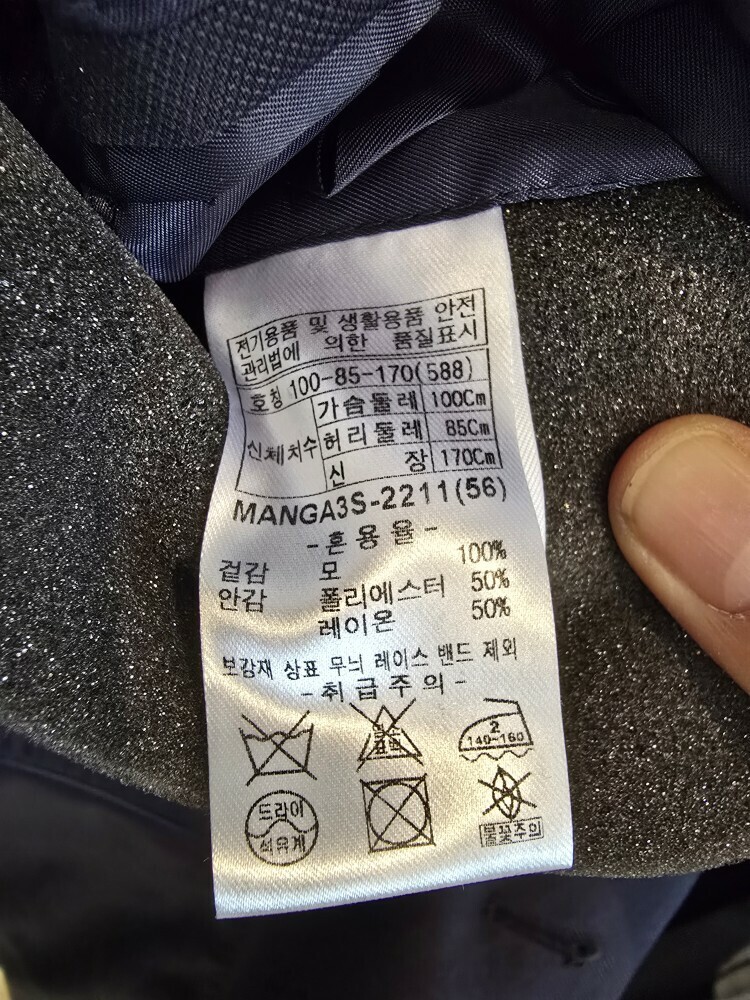 전기용품 및 생활용품 안전
관리법에 의한 품질표시
호칭 100-85-170(588)
신체치수 가슴둘레 100Cm
허리둘레 85Cm
신 장 170Cm
MANGA3S-2211(56)
-혼용율-
겉감 모 100%
안감 폴리에스터 50%
레이온 50%
보강재 상표 무늬 레이스 밴드 제외
-취급주의-
염소
표백
2
140~160
드라이
석유계
불꽃주의